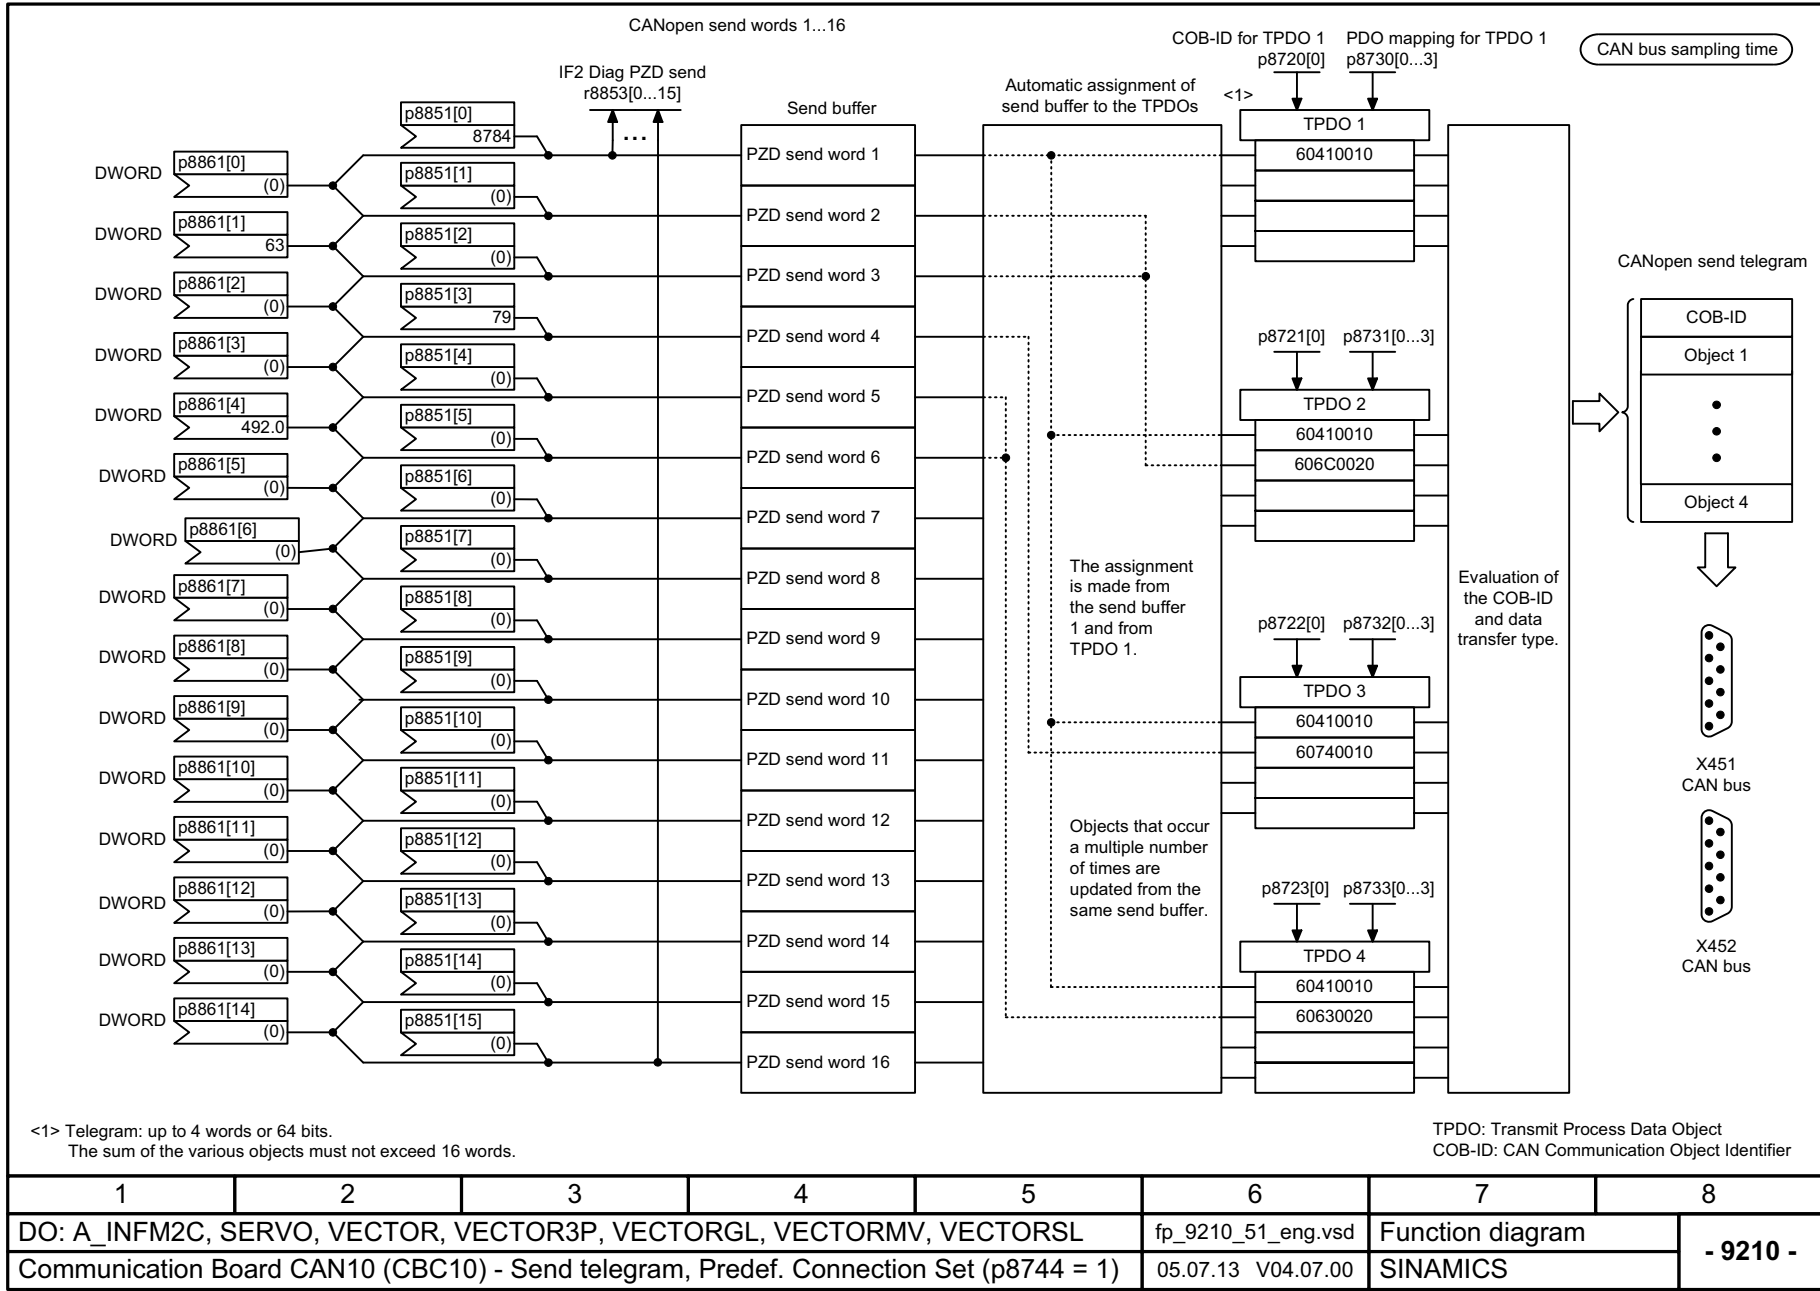 CANopen send words 1...16
COB-ID for TPDO 1
p8720[0]
PDO mapping for TPDO 1
p8730[0...3]
CAN bus sampling time
IF2 Diag PZD send
r8853[0...15]
...
Send buffer
Automatic assignment of
send buffer to the TPDOs
<1>
DWORD
p8861[0]
(0)
DWORD
p8861[1]
63
DWORD
p8861[2]
(0)
DWORD
p8861[3]
(0)
DWORD
p8861[4]
492.0
DWORD
p8861[5]
(0)
DWORD
p8861[6]
(0)
DWORD
p8861[7]
(0)
DWORD
p8861[8]
(0)
DWORD
p8861[9]
(0)
DWORD
p8861[10]
(0)
DWORD
p8861[11]
(0)
DWORD
p8861[12]
(0)
DWORD
p8861[13]
(0)
DWORD
p8861[14]
(0)
p8851[0]
8784
p8851[1]
(0)
p8851[2]
(0)
p8851[3]
79
p8851[4]
(0)
p8851[5]
(0)
p8851[6]
(0)
p8851[7]
(0)
p8851[8]
(0)
p8851[9]
(0)
p8851[10]
(0)
p8851[11]
(0)
p8851[12]
(0)
p8851[13]
(0)
p8851[14]
(0)
p8851[15]
(0)
PZD send word 1
PZD send word 2
PZD send word 3
PZD send word 4
PZD send word 5
PZD send word 6
PZD send word 7
PZD send word 8
PZD send word 9
PZD send word 10
PZD send word 11
PZD send word 12
PZD send word 13
PZD send word 14
PZD send word 15
PZD send word 16
The assignment
is made from
the send buffer
1 and from
TPDO 1.
Objects that occur
a multiple number
of times are
updated from the
same send buffer.
TPDO 1
60410010
p8721[0]
p8731[0...3]
TPDO 2
60410010
606C0020
p8722[0]
p8732[0...3]
TPDO 3
60410010
60740010
p8723[0]
p8733[0...3]
TPDO 4
60410010
60630020
Evaluation of
the COB-ID
and data
transfer type.
CANopen send telegram
COB-ID
Object 1
Object 4
X451
CAN bus
X452
CAN bus
<1> Telegram: up to 4 words or 64 bits.
The sum of the various objects must not exceed 16 words.
TPDO: Transmit Process Data Object
COB-ID: CAN Communication Object Identifier
1 2 3 4 5 6 7 8
DO: A_INFM2C, SERVO, VECTOR, VECTOR3P, VECTORGL, VECTORMV, VECTORSL
fp_9210_51_eng.vsd
Function diagram
- 9210 -
Communication Board CAN10 (CBC10) - Send telegram, Predef. Connection Set (p8744 = 1)
05.07.13 V04.07.00
SINAMICS